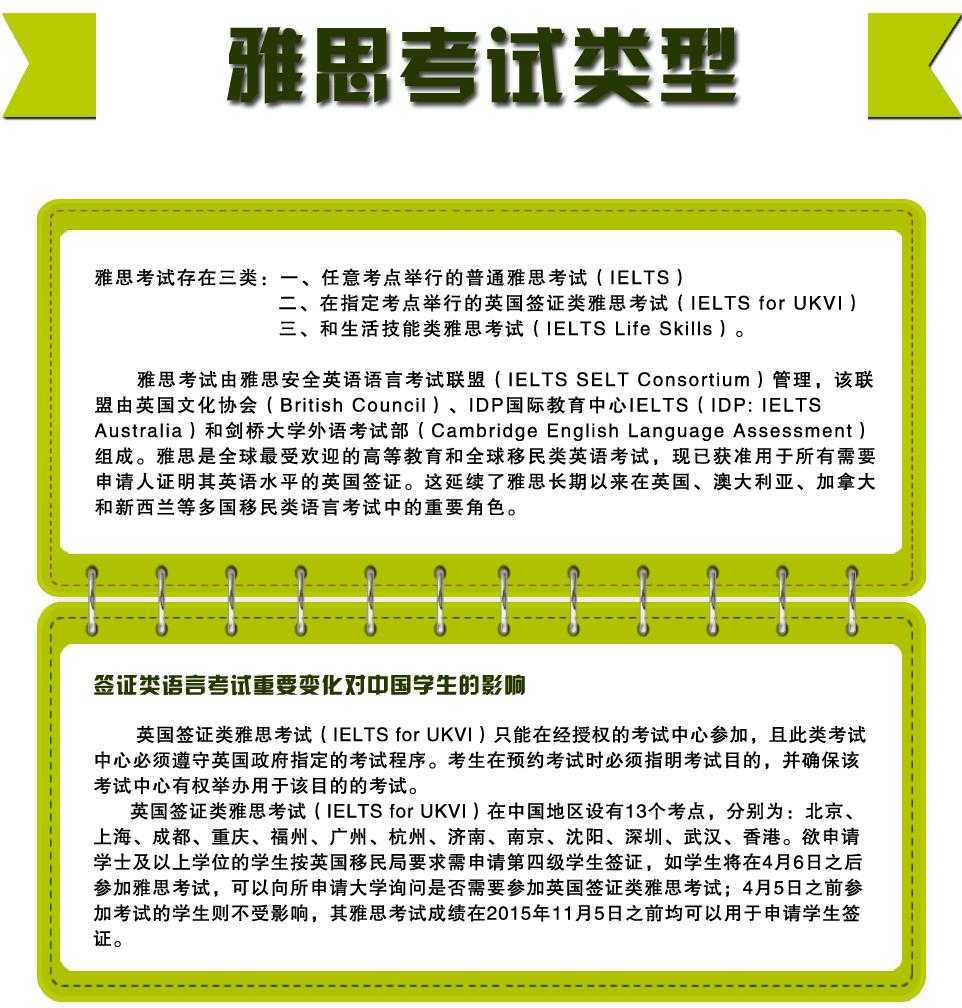 雅思考试类型
雅思考试存在三类：一、任意考点举行的普通雅思考试（IELTS）
二、在指定考点举行的英国签证类雅思考试（IELTS for UKVI）
三、和生活技能类雅思考试（IELTS Life Skills）。
雅思考试由雅思安全英语语言考试联盟（IELTS SELT Consortium）管理，该联
盟由英国文化协会（British Council）、IDP国际教育中心IELTS（IDP: IELTS
Australia）和剑桥大学外语考试部（Cambridge English Language Assessment）
组成。雅思是全球最受欢迎的高等教育和全球移民类英语考试，现已获准用于所有需要
申请人证明其英语水平的英国签证。这延续了雅思长期以来在英国、澳大利亚、加拿大
和新西兰等多国移民类语言考试中的重要角色。
签证类语言考试重要变化对中国学生的影响
英国签证类雅思考试（IELTS for UKVI）只能在经授权的考试中心参加，且此类考试
中心必须遵守英国政府指定的考试程序。考生在预约考试时必须指明考试目的，并确保该
考试中心有权举办用于该目的的考试。
英国签证类雅思考试（IELTS for UKVI）在中国地区设有13个考点，分别为：北京、
上海、成都、重庆、福州、广州、杭州、济南、南京、沈阳、深圳、武汉、香港。欲申请
学士及以上学位的学生按英国移民局要求需申请第四级学生签证，如学生将在4月6日之后
参加雅思考试，可以向所申请大学询问是否需要参加英国签证类雅思考试；4月5日之前参
加考试的学生则不受影响，其雅思考试成绩在2015年11月5日之前均可以用于申请学生签
证。